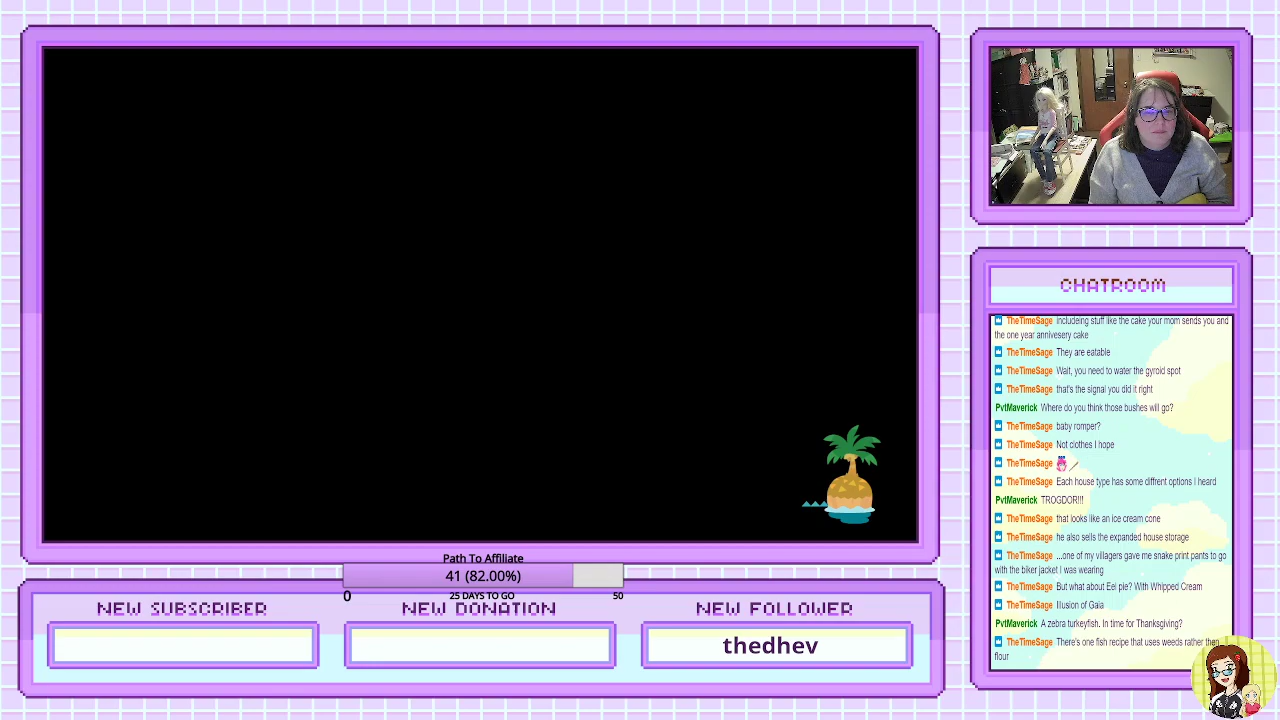 CHATROOM
TheTimeSage includeing stuff like the cake your mom sends you and
the one year annivesery cake
TheTimeSage They are eatable
TheTimeSage Wait, you need to water the gyroid spot
TheTimeSage that's the signal you did it right
PvtMaverick Where do you think those bushes will go?
TheTimeSage baby romper?
TheTimeSage Not clothes I hope
TheTimeSage
TheTimeSage Each house type has some diffrent options I heard
PvtMaverick TROGDOR!!!
TheTimeSage that looks like an ice cream cone
TheTimeSage he also sells the expanded house storage
TheTimeSage ...one of my villagers gave me snake print pants to go
with the biker jacket I was wearing
TheTimeSage But what about Eel pie? With Whipped Cream
TheTimeSage Illusion of Gaia
PvtMaverick A zebra turkeyfish. In time for Thanksgiving?
TheTimeSage There's one fish recipe that uses weeds rather then
flour
Path To Affiliate
41 (82.00%)
0 25 DAYS TO GO 50
NEW SUBSCRIBER
NEW DONATION
NEW FOLLOWER
thedhev